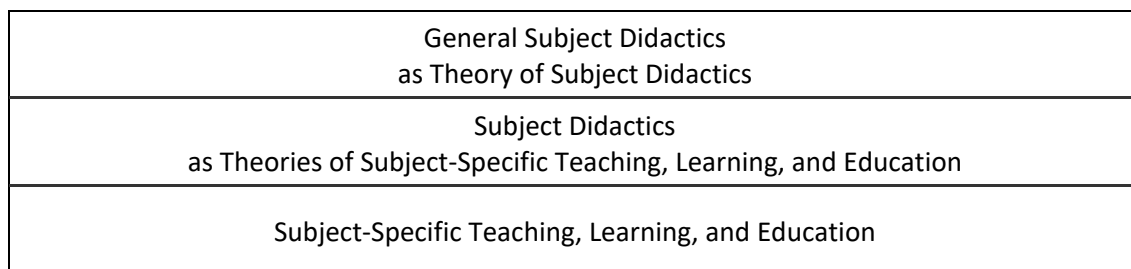 General Subject Didactics
as Theory of Subject Didactics
Subject Didactics
as Theories of Subject-Specific Teaching, Learning, and Education
Subject-Specific Teaching, Learning, and Education